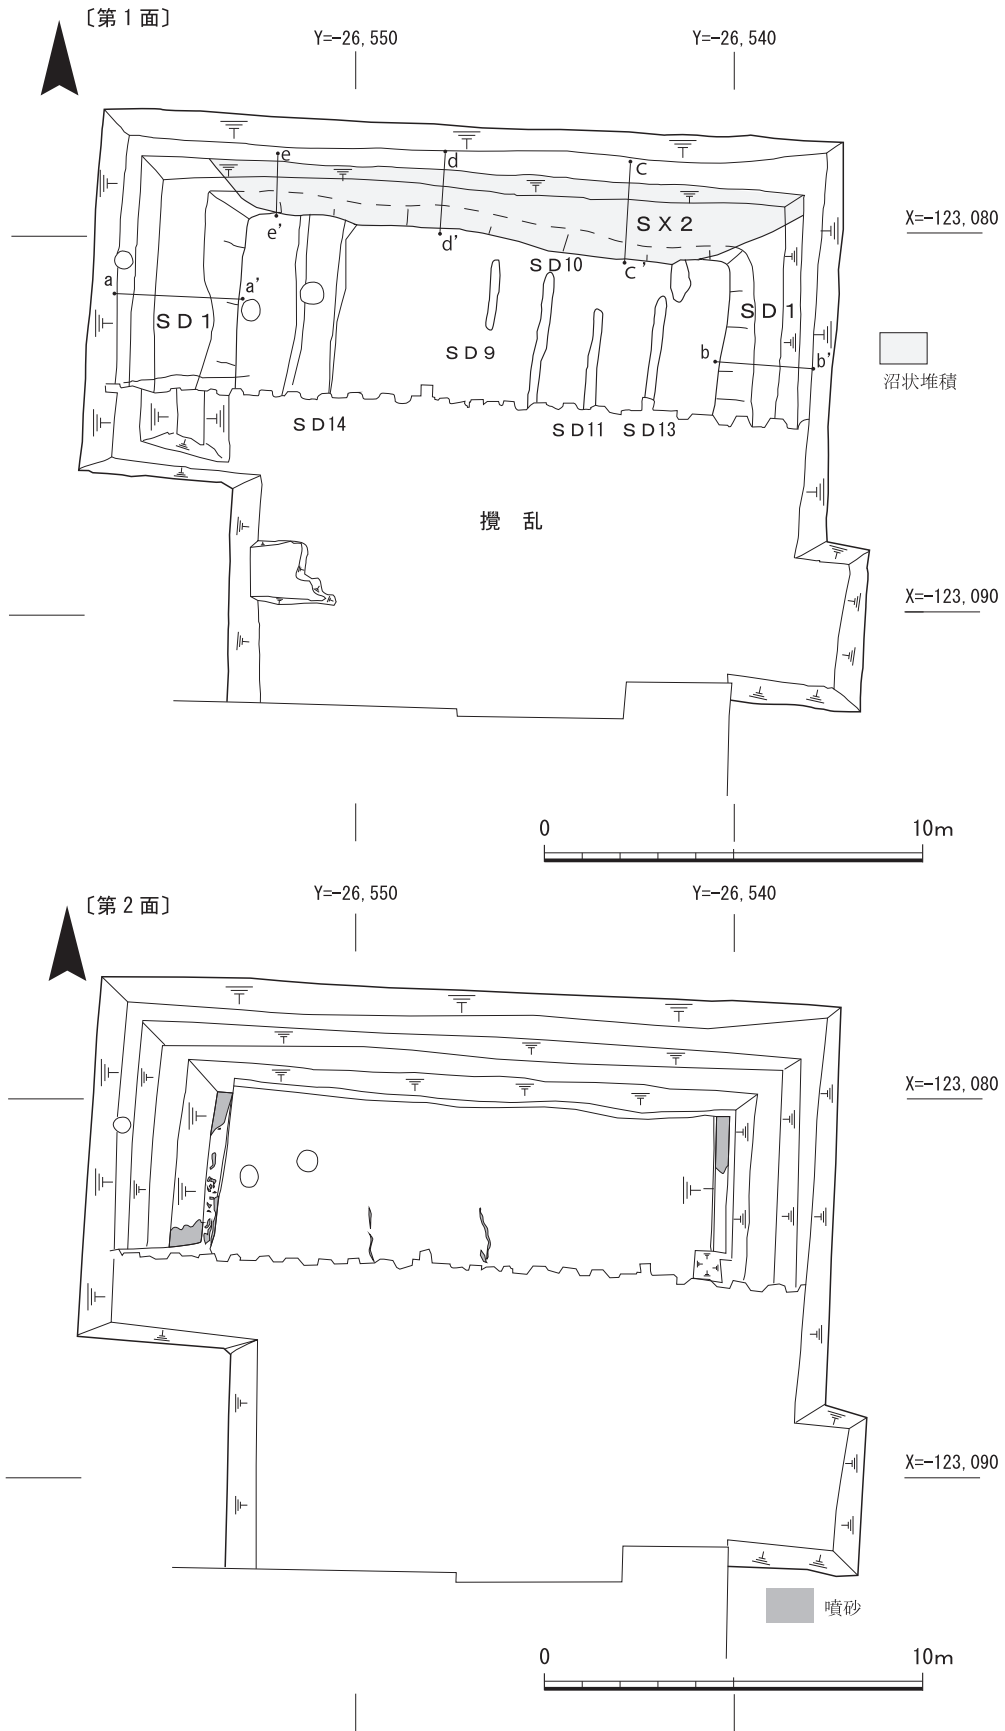 〔第1面〕
Y=-26,550
Y=-26,540
e
d
c
X=-123,080
SX2
e'
d'
c'
SD10
a
a'
SD1
SD1
SD9
b
b'
沼状堆積
SD14
SD11
SD13
攪乱
X=-123,090
0
10m
〔第2面〕
Y=-26,550
Y=-26,540
X=-123,080
X=-123,090
噴砂
0
10m